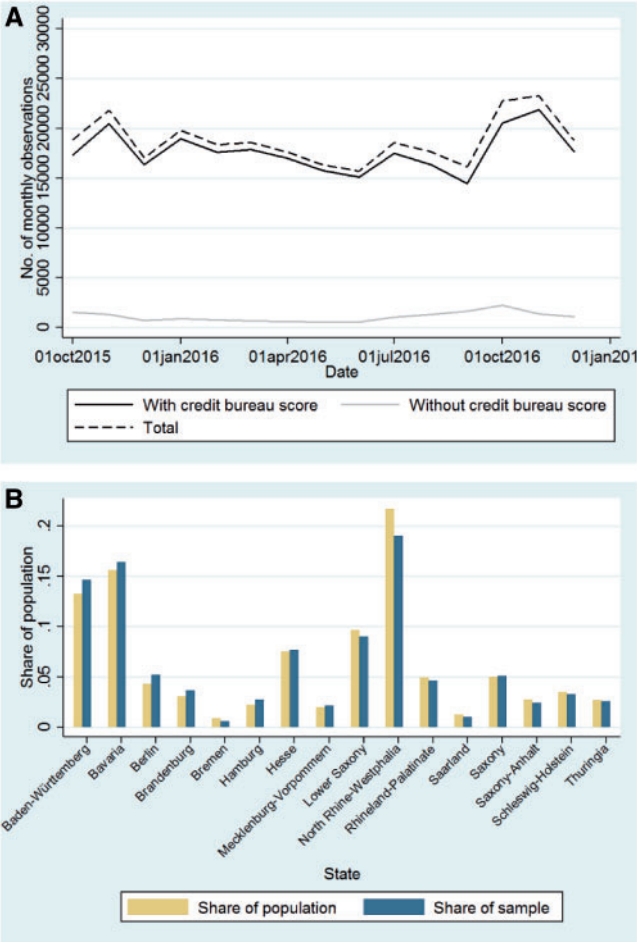 A
No. of monthly observations
30000
25000
20000
15000
10000
5000
0
01oct2015 01jan2016 01apr2016 01jul2016 01oct2016 01jan201
Date
With credit bureau score Without credit bureau score
Total
B
Share of population
.2
.15
.1
.05
0
Baden-Württemberg
Bavaria
Berlin
Brandenburg
Bremen
Hamburg
Hesse
Mecklenburg-Vorpommern
Lower Saxony
North Rhine-Westphalia
Rhineland-Palatinate
Saarland
Saxony
Saxony-Anhalt
Schleswig-Holstein
Thuringia
State
Share of population Share of sample